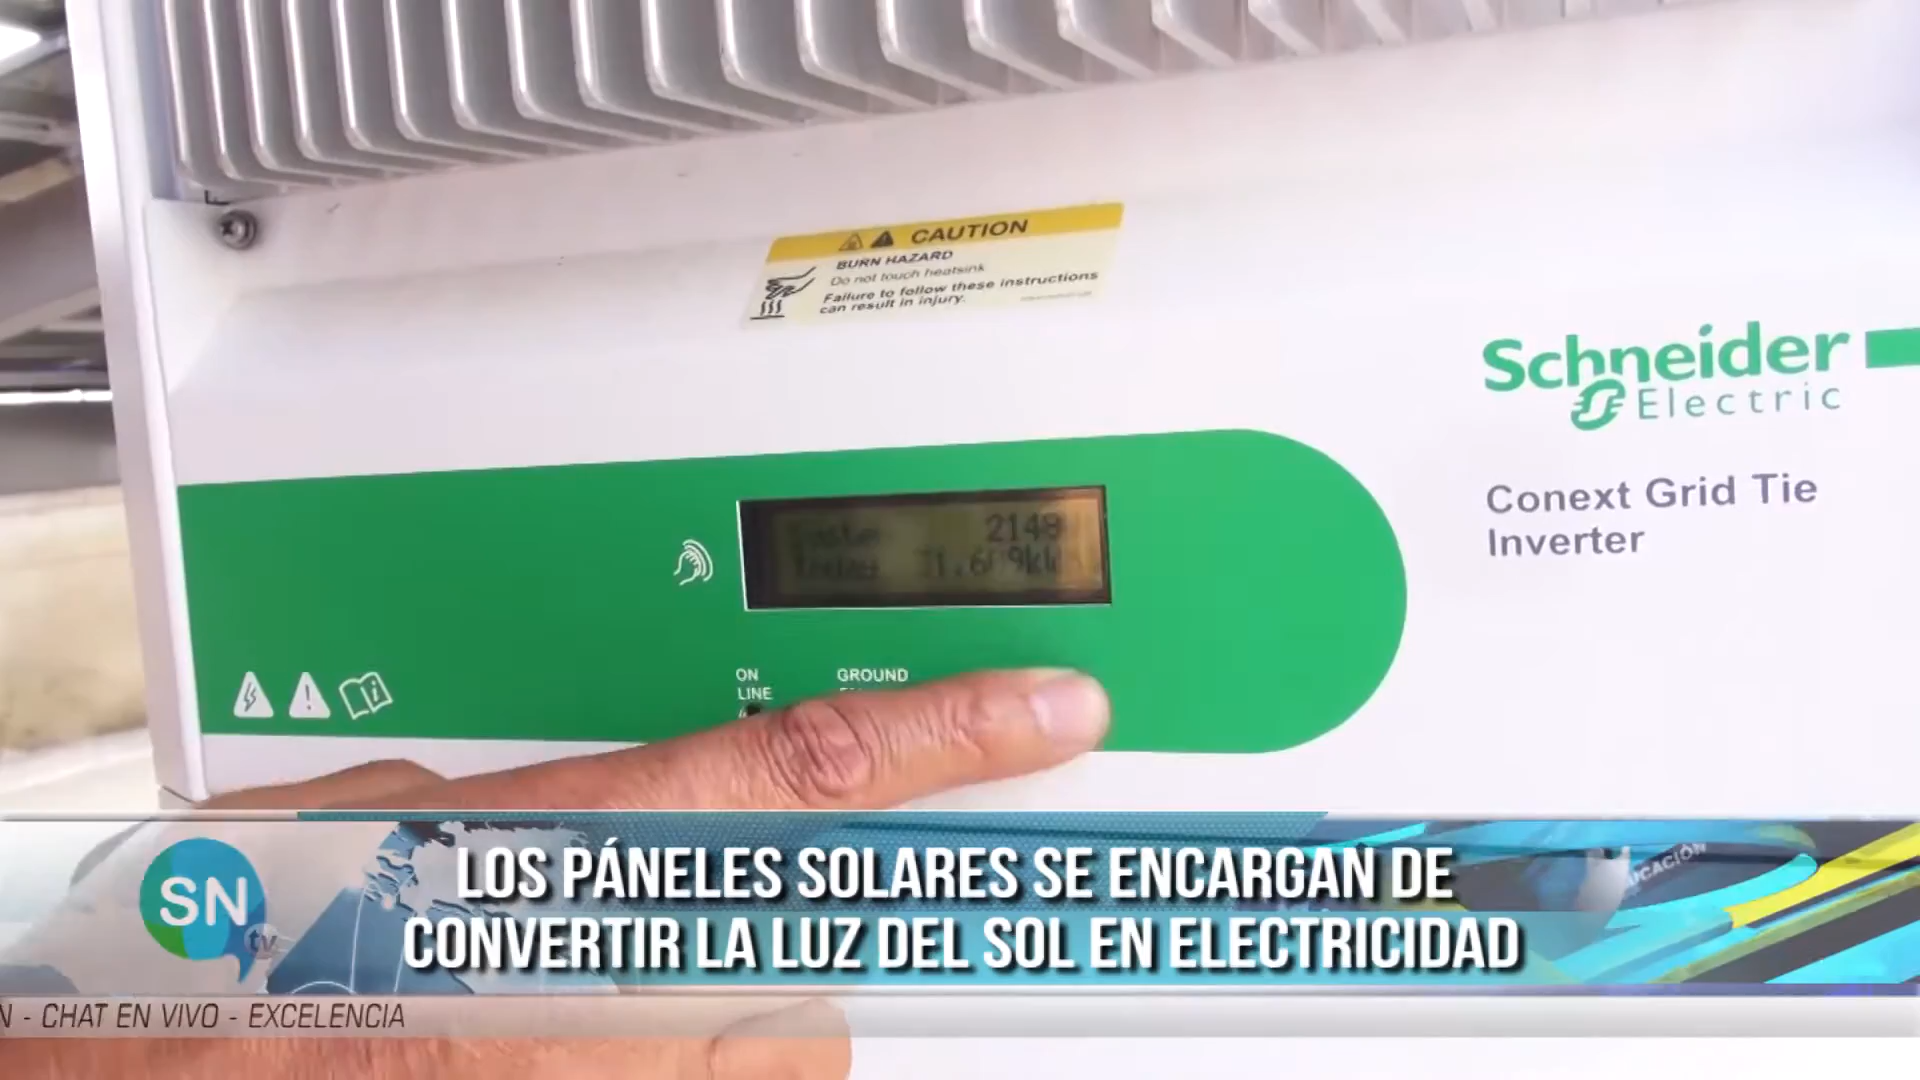 CAUTION
BURN HAZARD
Do not touch heatsink
Failure to follow these instructions
can result in injury.
Schneider
Electric
Conext Grid Tie
Inverter
2148
ON
LINE
GROUND
SN
tv
LOS PÁNELES SOLARES SE ENCARGAN DE
CONVERTIR LA LUZ DEL SOL EN ELECTRICIDAD
N - CHAT EN VIVO - EXCELENCIA